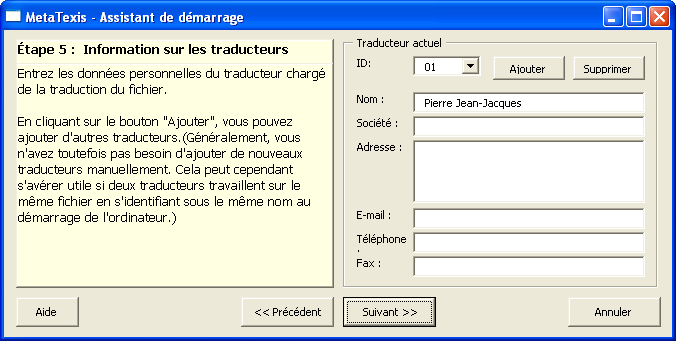 MetaTexis - Assistant de démarrage
Étape 5 : Information sur les traducteurs
Entrez les données personnelles du traducteur chargé
de la traduction du fichier.
En cliquant sur le bouton "Ajouter", vous pouvez
ajouter d'autres traducteurs.(Généralement, vous
n'avez toutefois pas besoin d'ajouter de nouveaux
traducteurs manuellement. Cela peut cependant
s'avérer utile si deux traducteurs travaillent sur le
même fichier en s'identifiant sous le même nom au
démarrage de l'ordinateur.)
Traducteur actuel
ID: 01 Ajouter Supprimer
Nom : Pierre Jean-Jacques
Société :
Adresse :
E-mail :
Téléphone
:
Fax :
Aide << Précédent Suivant >> Annuler